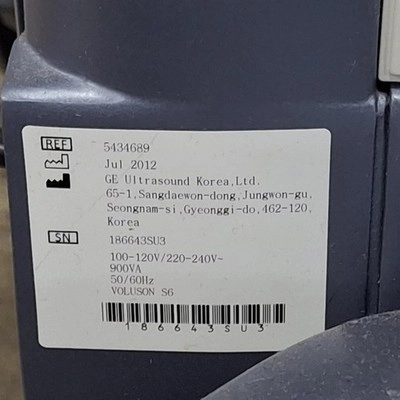 REF 5434689
Jul 2012
GE Ultrasound Korea,Ltd.
65-1,Sangdaewon-dong,Jungwon-gu,
Seongnam-si,Gyeonggi-do,462-120,
Korea
SN 186643SU3
100-120V/220-240V~
900VA
50/60Hz
VOLUSON S6
186643SU3